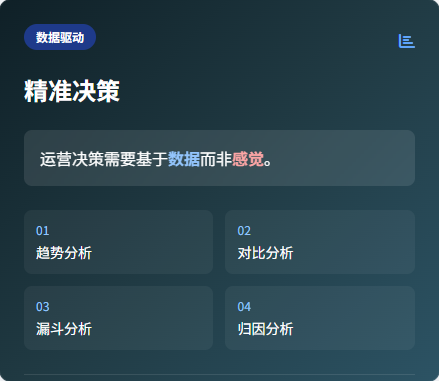 数据驱动
精准决策
运营决策需要基于数据而非感觉。
01
趋势分析
02
对比分析
03
漏斗分析
04
归因分析